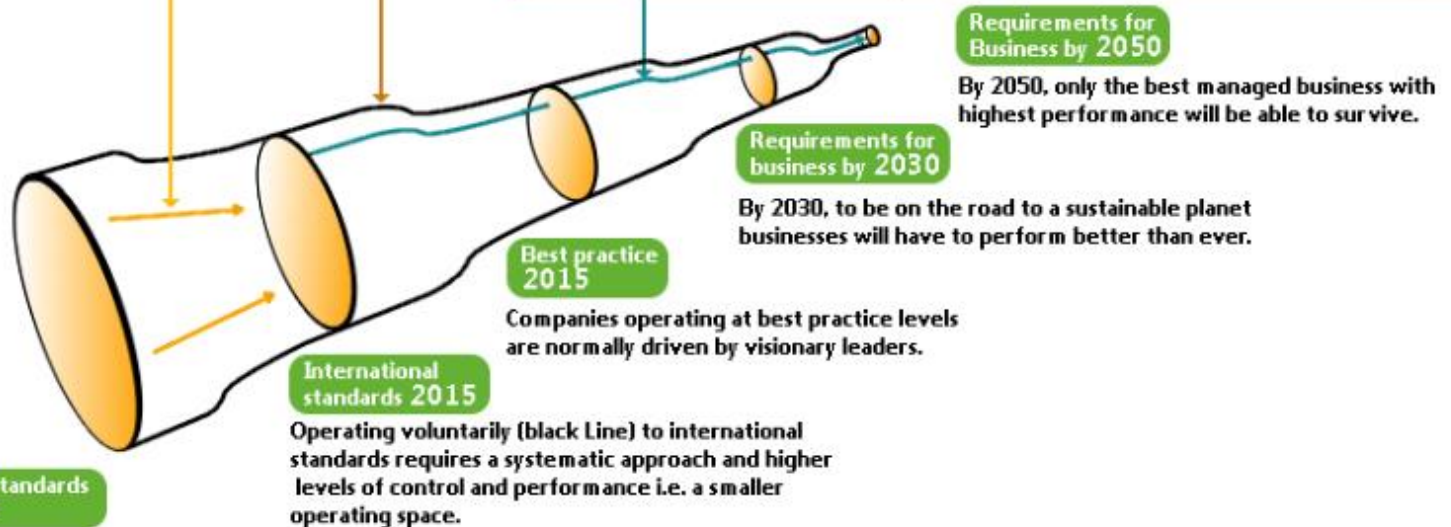 Requirements for
Business by 2050
By 2050, only the best managed business with
highest performance will be able to survive.
Requirements for
business by 2030
By 2030, to be on the road to a sustainable planet
businesses will have to perform better than ever.
Best practice
2015
Companies operating at best practice levels
are normally driven by visionary leaders.
International
standards 2015
Operating voluntarily (black Line) to international
standards requires a systematic approach and higher
levels of control and performance i.e. a smaller
operating space.
tandards